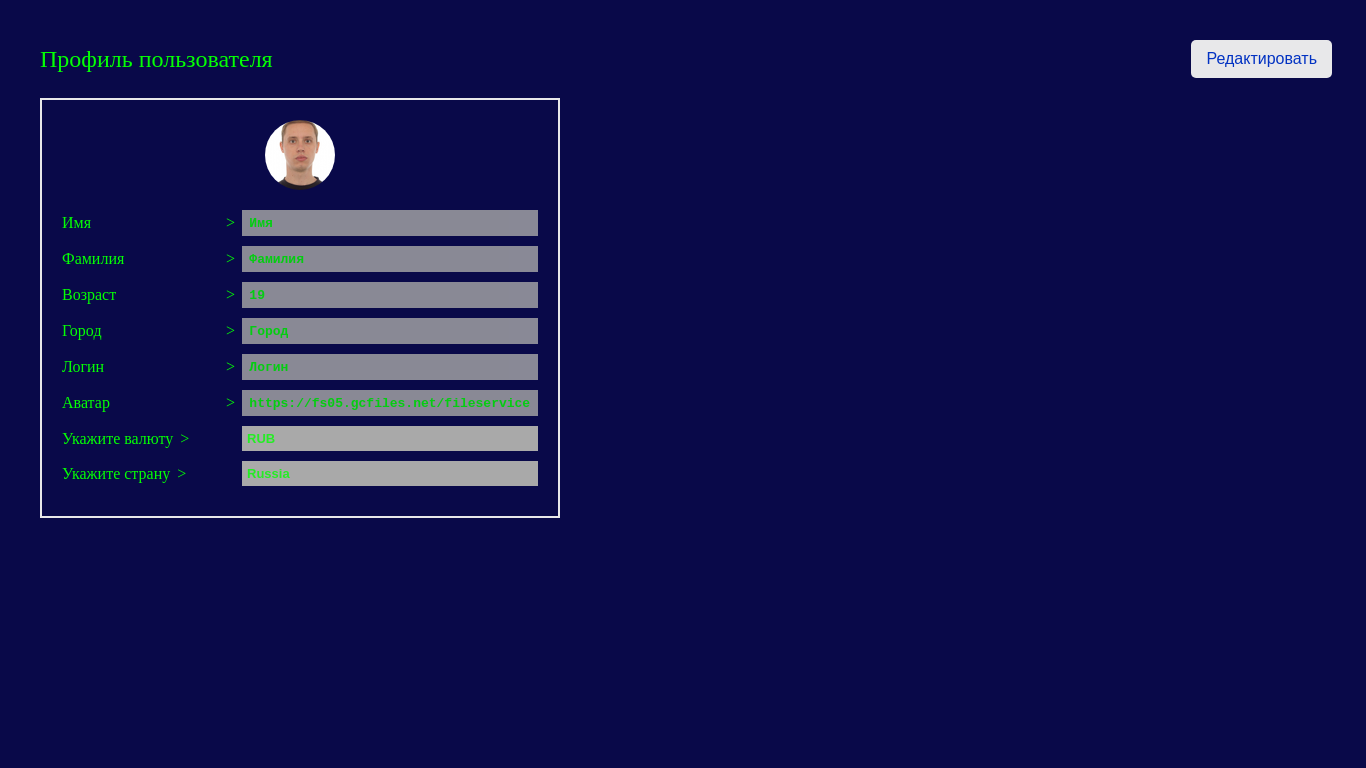 Профиль пользователя
Редактировать
Имя > Имя
Фамилия > Фамилия
Возраст > 19
Город > Город
Логин > Логин
Аватар > https://fs05.gcfiles.net/fileservice
Укажите валюту > RUB
Укажите страну > Russia